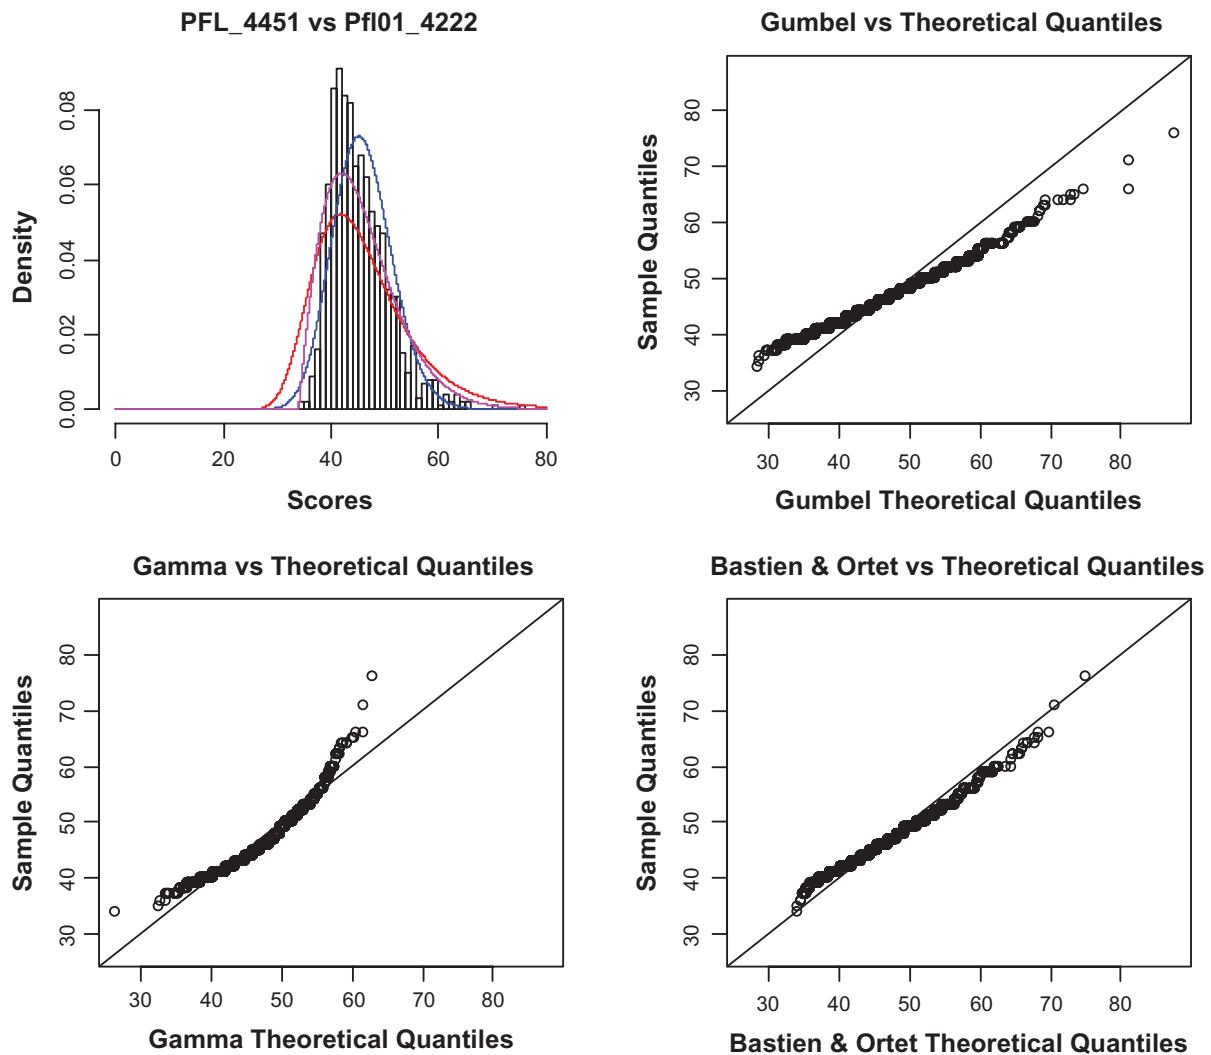 PFL_4451 vs Pfl01_4222
Density
0.00 0.02 0.04 0.06 0.08
0 20 40 60 80
Scores
Gumbel vs Theoretical Quantiles
Sample Quantiles
30 40 50 60 70 80
30 40 50 60 70 80
Gumbel Theoretical Quantiles
Gamma vs Theoretical Quantiles
Sample Quantiles
30 40 50 60 70 80
30 40 50 60 70 80
Gamma Theoretical Quantiles
Bastien & Ortet vs Theoretical Quantiles
Sample Quantiles
30 40 50 60 70 80
30 40 50 60 70 80
Bastien & Ortet Theoretical Quantiles